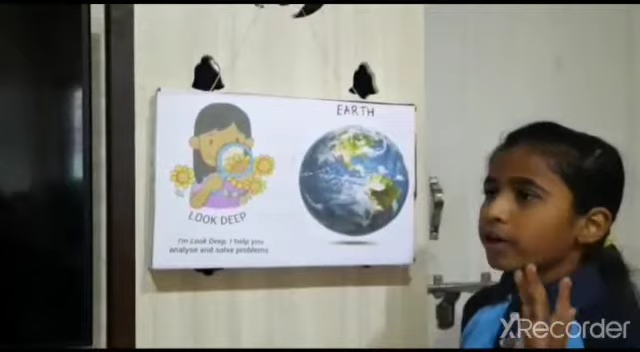 EARTH
LOOK DEEP
I'm Look Deep. I help you
analyse and solve problems
XRecorder